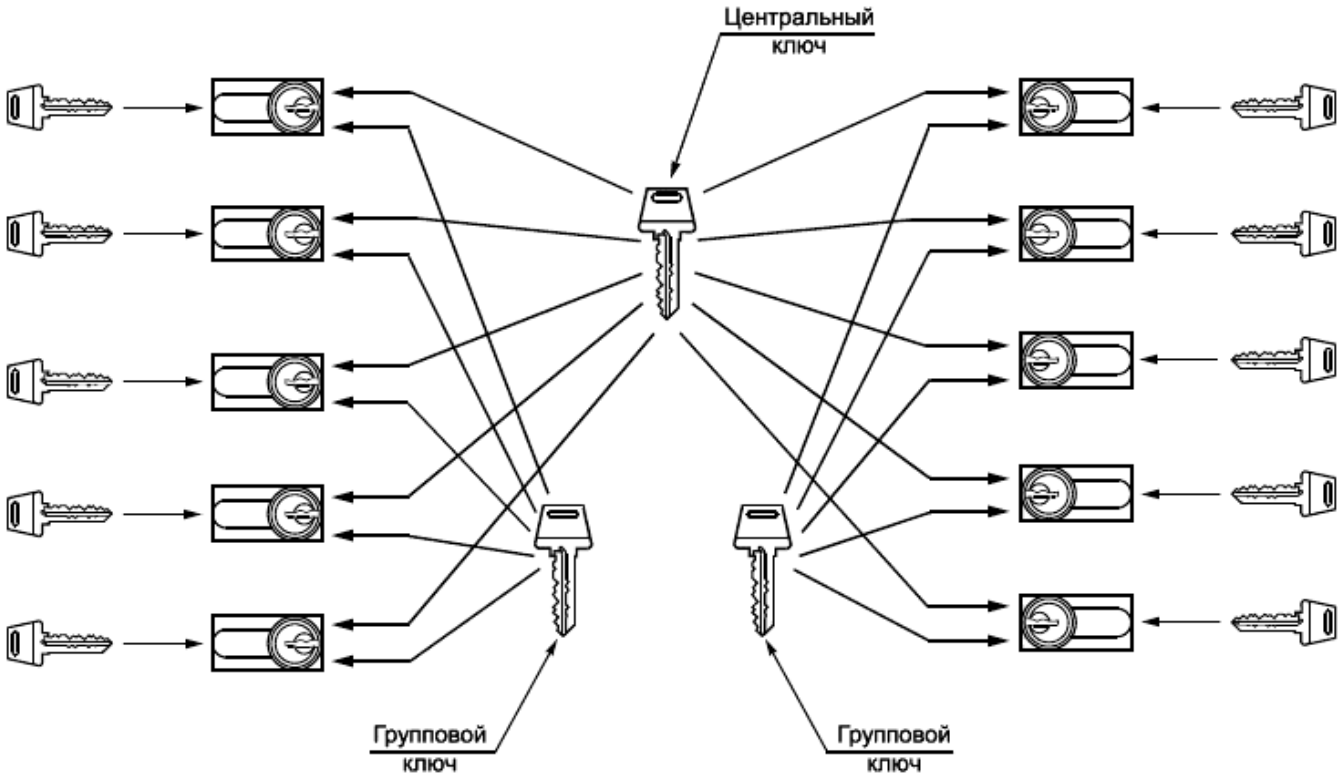 Центральный
ключ
Групповой
ключ
Групповой
ключ